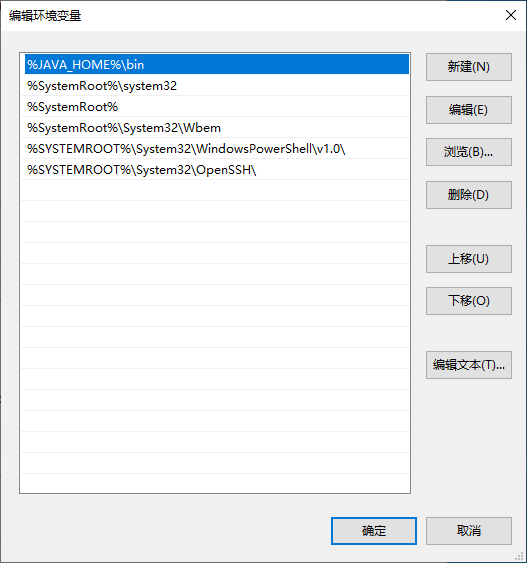 编辑环境变量
%JAVA_HOME%\bin
%SystemRoot%\system32
%SystemRoot%
%SystemRoot%\System32\Wbem
%SYSTEMROOT%\System32\WindowsPowerShell\v1.0\
%SYSTEMROOT%\System32\OpenSSH\
新建(N)
编辑(E)
浏览(B)...
删除(D)
上移(U)
下移(O)
编辑文本(T)...
确定
取消